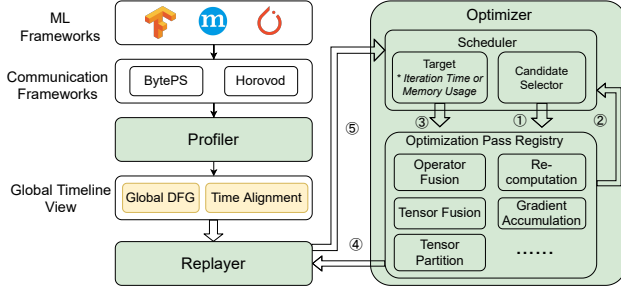 ML
Frameworks
m
Communication
Frameworks
BytePS
Horovod
Profiler
Global Timeline
View
Global DFG
Time Alignment
Replayer
⑤
④
Optimizer
Scheduler
Target
* Iteration Time or
Memory Usage
Candidate
Selector
③
①
②
Optimization Pass Registry
Operator
Fusion
Re-
computation
Tensor Fusion
Gradient
Accumulation
Tensor
Partition
......